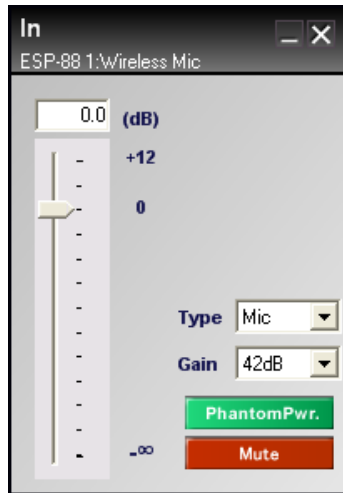 In
ESP-88 1:Wireless Mic
0.0 (dB)
+12
0
Type Mic
Gain 42dB
PhantomPwr.
-∞ Mute